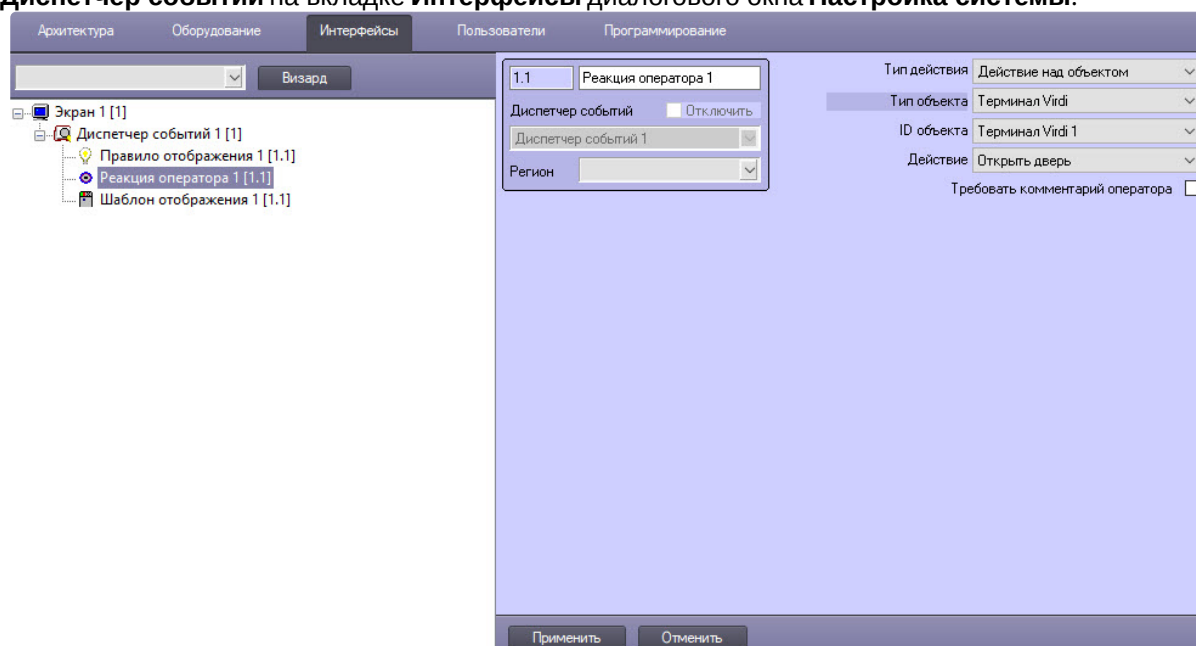 Диспетчер событий на вкладке Интерфейсы диалогового окна Настройка системы.
Архитектура Оборудование Интерфейсы Пользователи Программирование
Визард
Экран 1 [1]
Диспетчер событий 1 [1]
Правило отображения 1 [1.1]
Реакция оператора 1 [1.1]
Шаблон отображения 1 [1.1]
1.1 Реакция оператора 1
Диспетчер событий Отключить
Диспетчер событий 1
Регион
Тип действия Действие над объектом
Тип объекта Терминал Virdi
ID объекта Терминал Virdi 1
Действие Открыть дверь
Требовать комментарий оператора
Применить Отменить